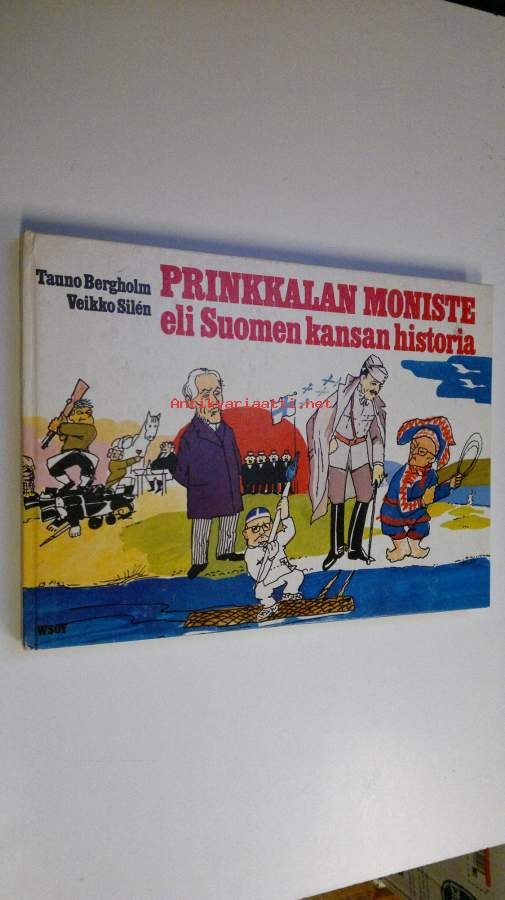 Tauno Bergholm
Veikko Silén
PRINKKALAN MONISTE
eli Suomen kansan historia
Antikvariaatti.net
WSOY